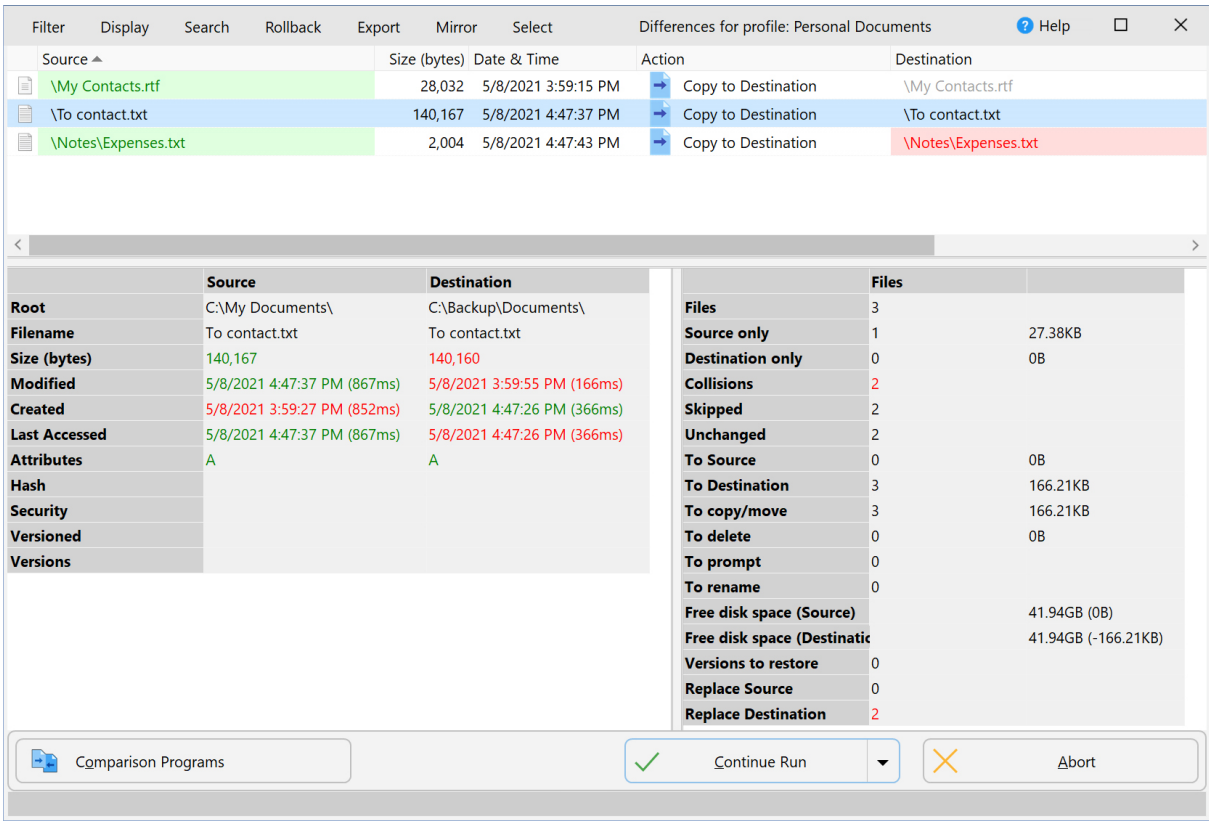 Filter Display Search Rollback Export Mirror Select Differences for profile: Personal Documents Help
Source Size (bytes) Date & Time Action Destination
\My Contacts.rtf 28,032 5/8/2021 3:59:15 PM Copy to Destination \My Contacts.rtf
\To contact.txt 140,167 5/8/2021 4:47:37 PM Copy to Destination \To contact.txt
\Notes\Expenses.txt 2,004 5/8/2021 4:47:43 PM Copy to Destination \Notes\Expenses.txt
Source Destination
Root C:\My Documents\ C:\Backup\Documents\
Filename To contact.txt To contact.txt
Size (bytes) 140,167 140,160
Modified 5/8/2021 4:47:37 PM (867ms) 5/8/2021 3:59:55 PM (166ms)
Created 5/8/2021 3:59:27 PM (852ms) 5/8/2021 4:47:26 PM (366ms)
Last Accessed 5/8/2021 4:47:37 PM (867ms) 5/8/2021 4:47:26 PM (366ms)
Attributes A A
Hash
Security
Versioned
Versions
Files
Files 3
Source only 1 27.38KB
Destination only 0 0B
Collisions 2
Skipped 2
Unchanged 2
To Source 0 0B
To Destination 3 166.21KB
To copy/move 3 166.21KB
To delete 0 0B
To prompt 0
To rename 0
Free disk space (Source) 41.94GB (0B)
Free disk space (Destinatic 41.94GB (-166.21KB)
Versions to restore 0
Replace Source 0
Replace Destination 2
Comparison Programs Continue Run Abort